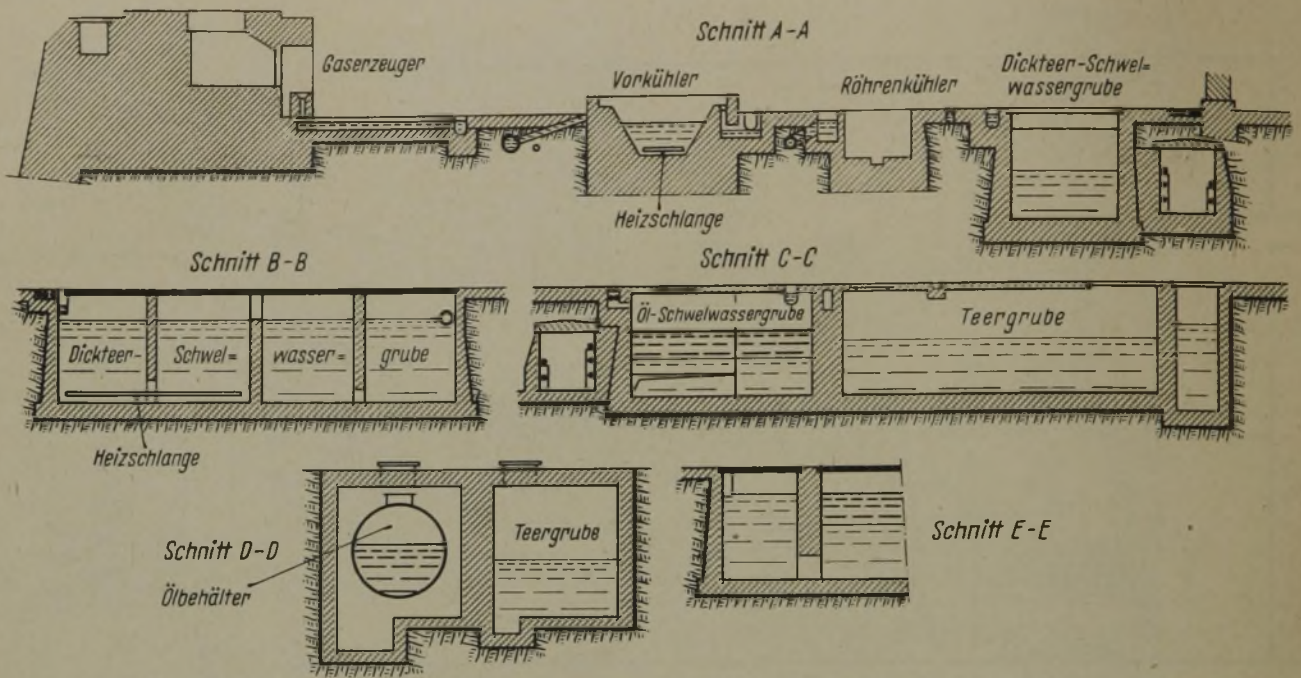 Schnitt A-A
Gaserzeuger
Vorkühler
Röhrenkühler
Dickteer-Schwel=
wassergrube
Heizschlange
Schnitt B-B
Dickteer-
Schwel=
wasser=
grube
Heizschlange
Schnitt C-C
Öl-Schwelwassergrube
Teergrube
Schnitt D-D
Ölbehälter
Teergrube
Schnitt E-E